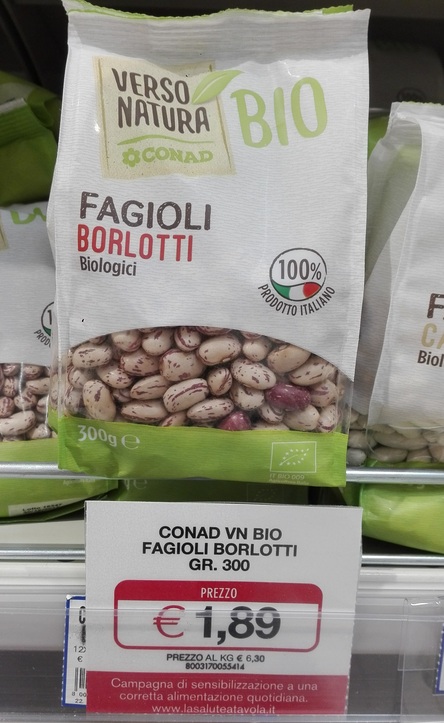 VERSO
NATURA
CONAD
BIO
FAGIOLI
BORLOTTI
Biologici
100%
PRODOTTO ITALIANO
300g e
CONAD VN BIO
FAGIOLI BORLOTTI
GR. 300
PREZZO
€ 1,89
PREZZO AL KG € 6,30
8003170055414
Campagna di sensibilizzazione a una
corretta alimentazione quotidiana.
www.lasaluteatavola.it